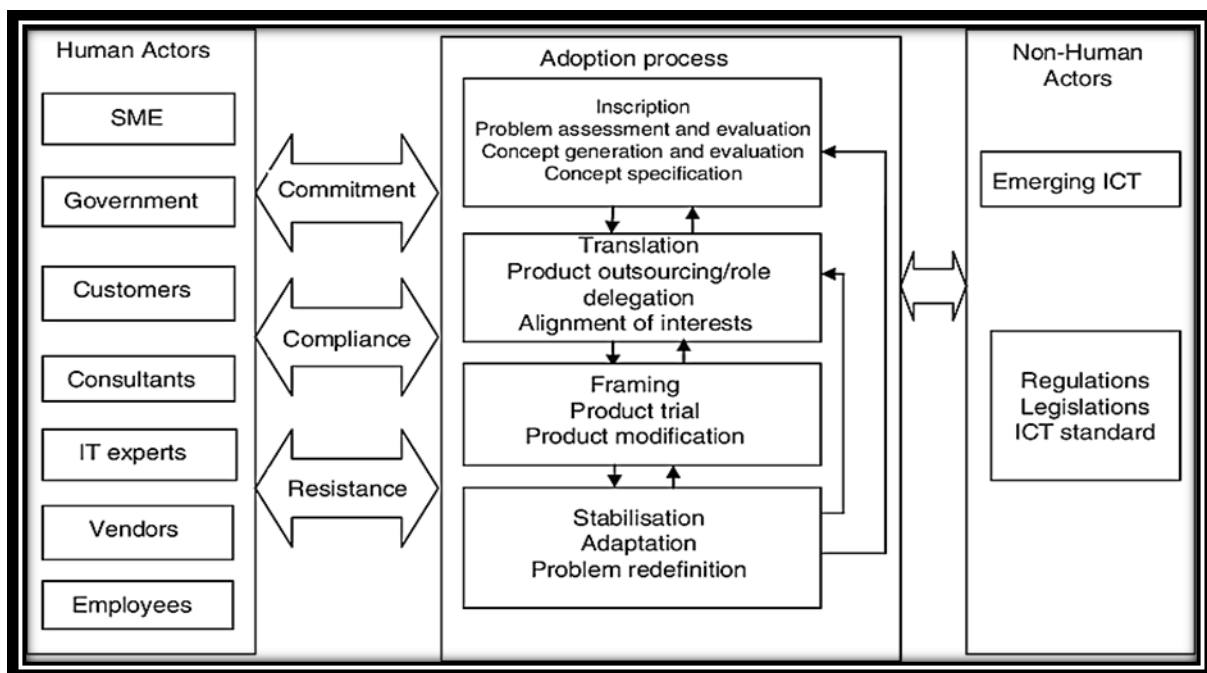 Human Actors
SME
Government
Customers
Consultants
IT experts
Vendors
Employees
Commitment
Compliance
Resistance
Adoption process
Inscription
Problem assessment and evaluation
Concept generation and evaluation
Concept specification
Translation
Product outsourcing/role
delegation
Alignment of interests
Framing
Product trial
Product modification
Stabilisation
Adaptation
Problem redefinition
Non-Human
Actors
Emerging ICT
Regulations
Legislations
ICT standard